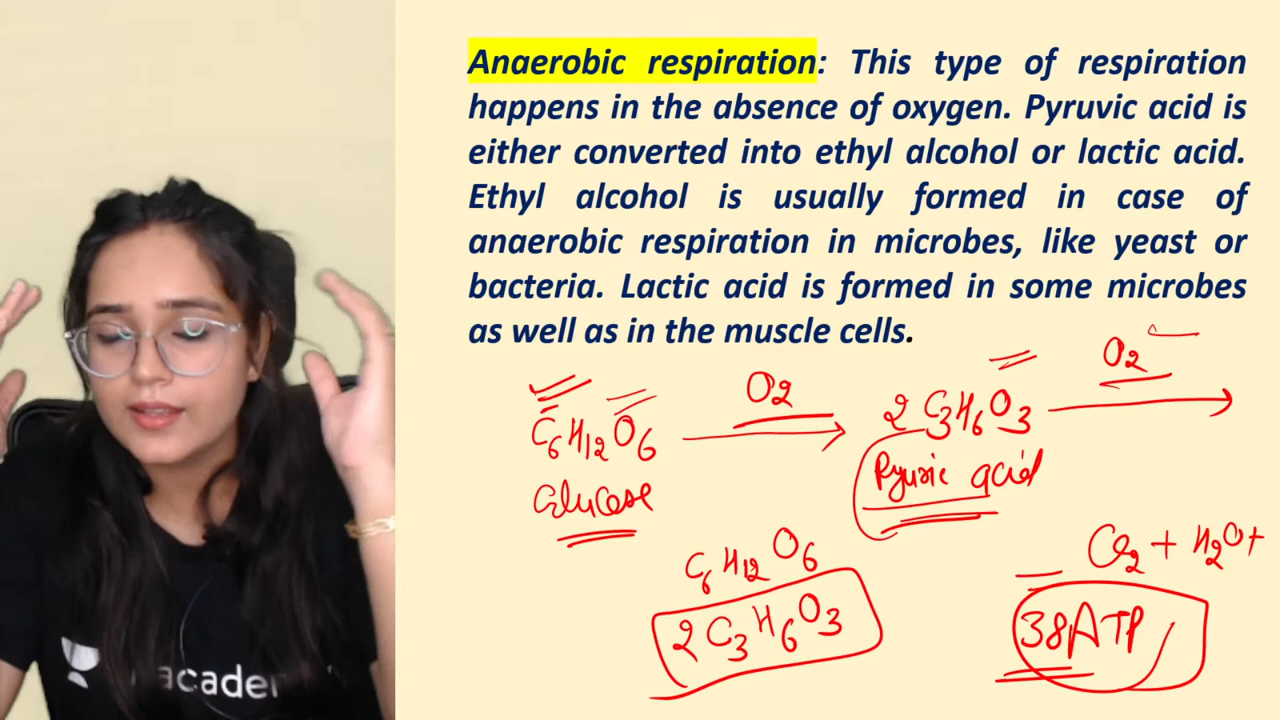 Anaerobic respiration: This type of respiration
happens in the absence of oxygen. Pyruvic acid is
either converted into ethyl alcohol or lactic acid.
Ethyl alcohol is usually formed in case of
anaerobic respiration in microbes, like yeast or
bacteria. Lactic acid is formed in some microbes
as well as in the muscle cells.
C6H12O6 O2 2C3H6O3 O2
Glucose Pyuric acid
CO2 + H2O+
C6H12O6
2C3H6O3
38ATP
academ